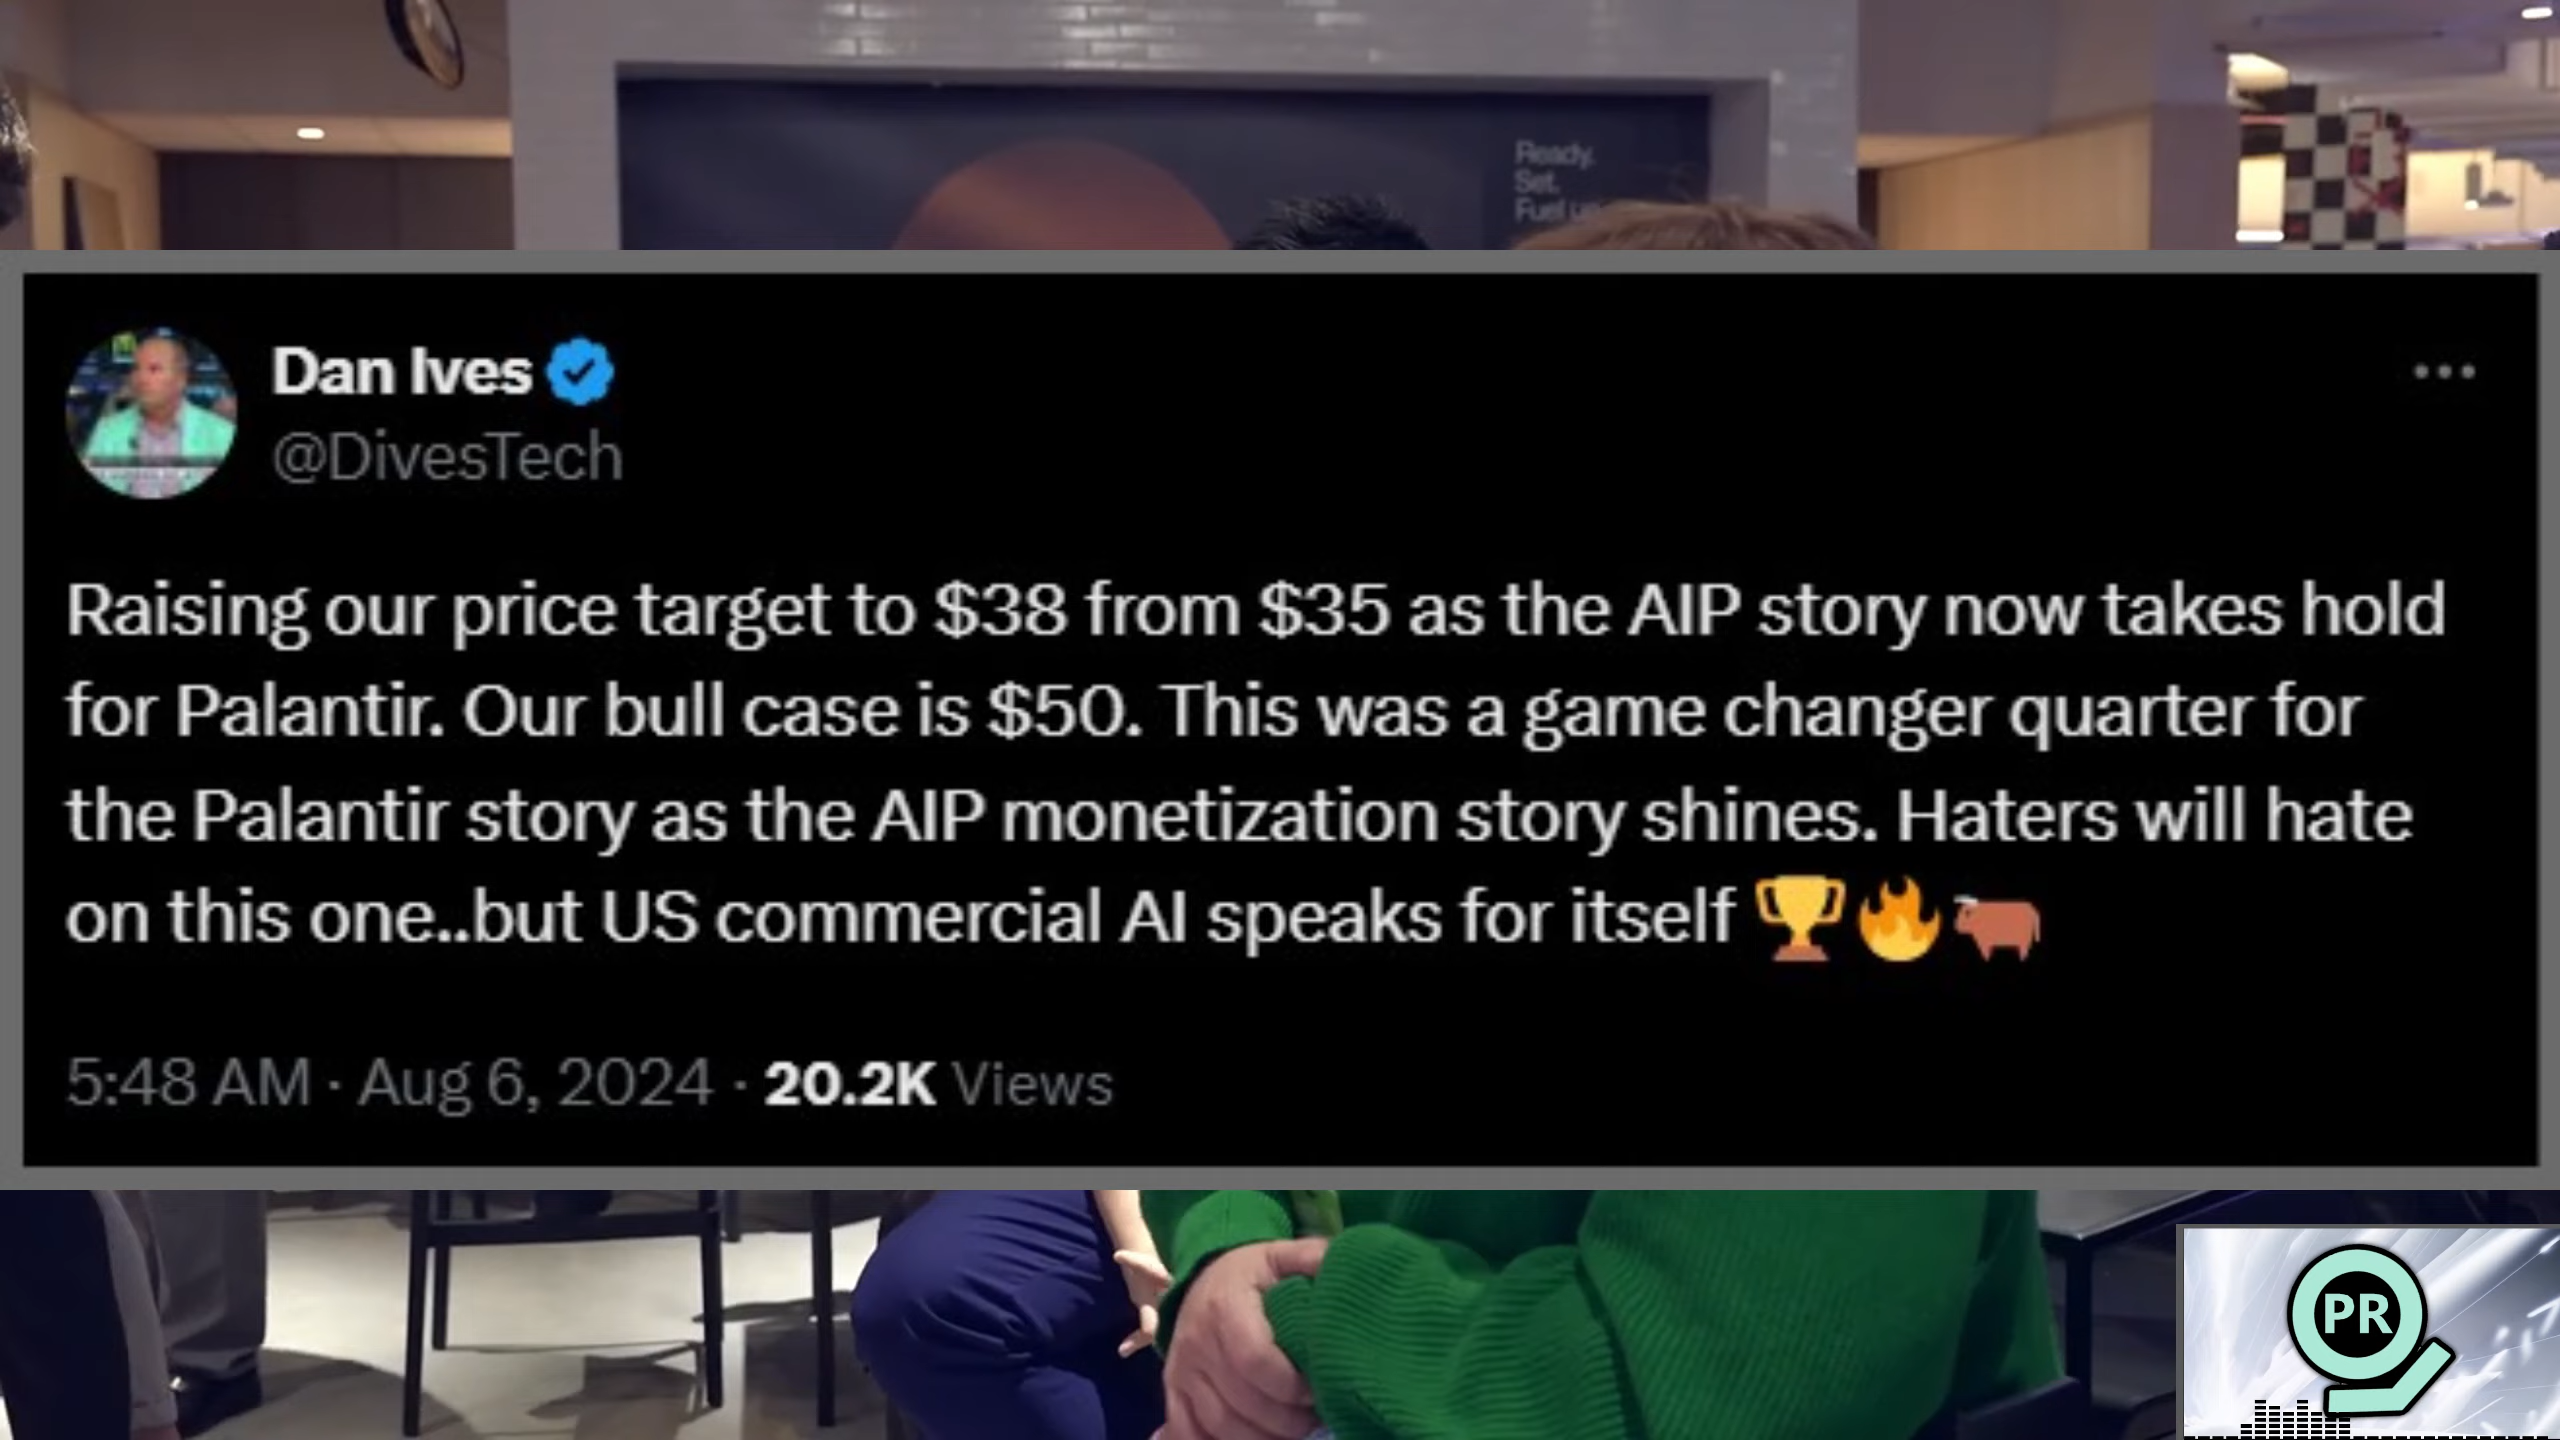 Ready.
Set.
Fuel
Dan Ives
@DivesTech
Raising our price target to $38 from $35 as the AIP story now takes hold
for Palantir. Our bull case is $50. This was a game changer quarter for
the Palantir story as the AIP monetization story shines. Haters will hate
on this one..but US commercial AI speaks for itself 🏆🔥🐂
5:48 AM · Aug 6, 2024 · 20.2K Views
PR